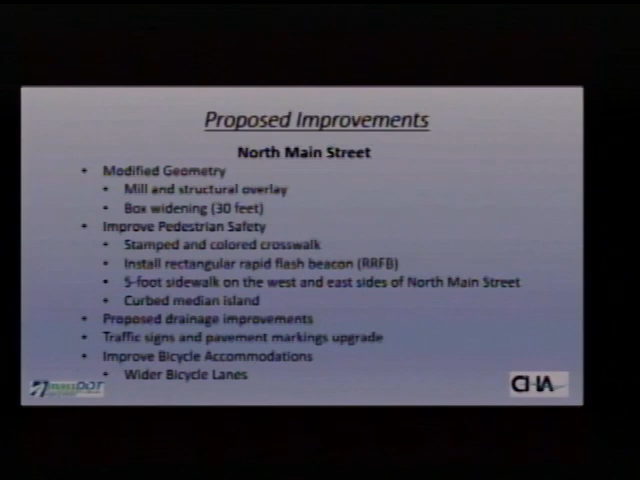 Proposed Improvements
North Main Street
• Modified Geometry
• Mill and structural overlay
• Box widening (30 feet)
• Improve Pedestrian Safety
• Stamped and colored crosswalk
• Install rectangular rapid flash beacon (RRFB)
• 5-foot sidewalk on the west and east sides of North Main Street
• Curbed median island
• Proposed drainage improvements
• Traffic signs and pavement markings upgrade
• Improve Bicycle Accommodations
• Wider Bicycle Lanes
massDOT
CHA